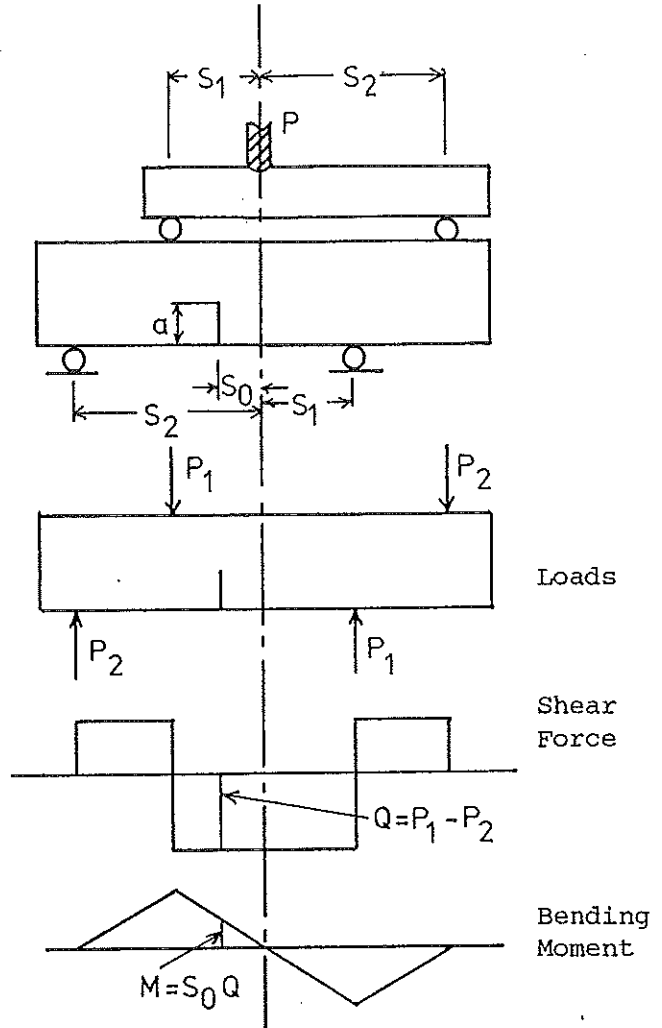 S₁
S₂
P
a
S₀
S₁
S₂
P₁
P₂
Loads
P₂
P₁
Shear
Force
Q=P₁-P₂
Bending
Moment
M=S₀Q